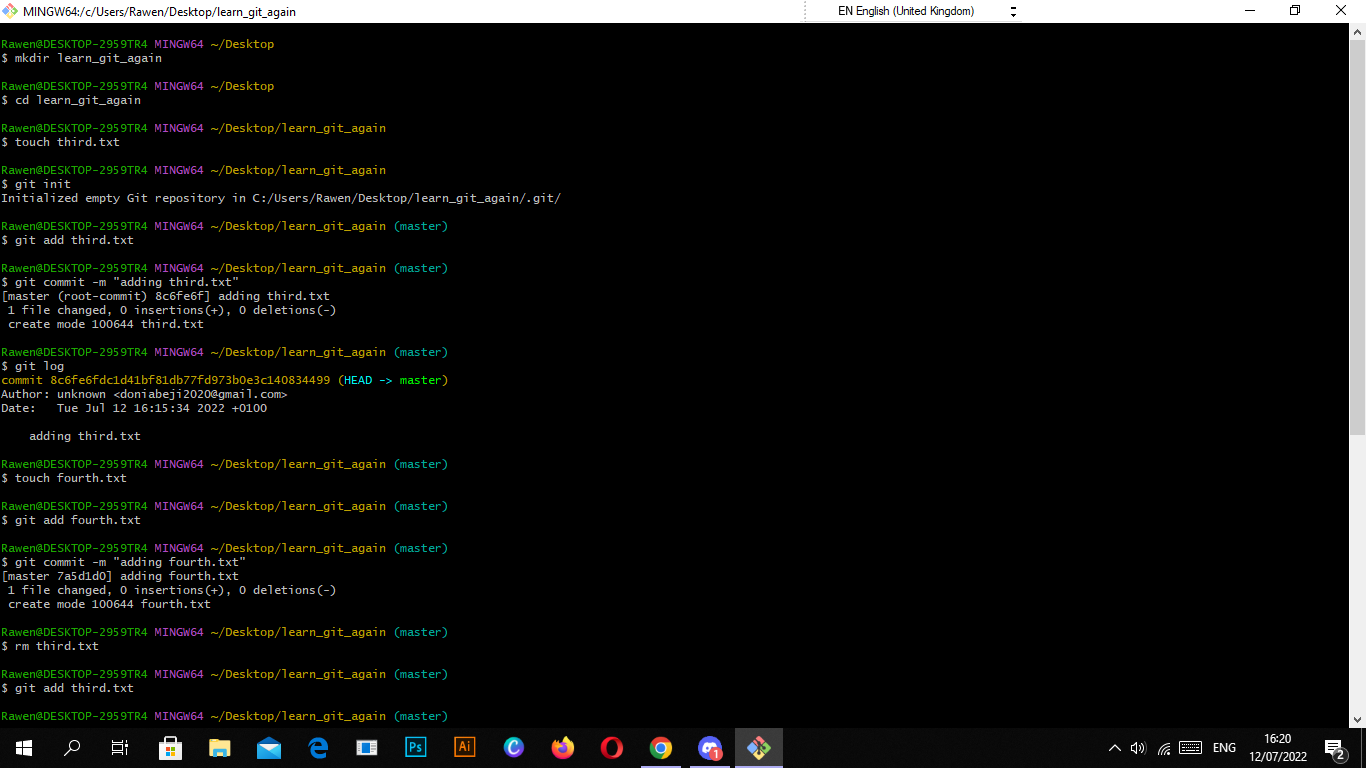 MINGW64:/c/Users/Rawen/Desktop/learn_git_again
EN English (United Kingdom)
Rawen@DESKTOP-2959TR4 MINGW64 ~/Desktop
$ mkdir learn_git_again
Rawen@DESKTOP-2959TR4 MINGW64 ~/Desktop
$ cd learn_git_again
Rawen@DESKTOP-2959TR4 MINGW64 ~/Desktop/learn_git_again
$ touch third.txt
Rawen@DESKTOP-2959TR4 MINGW64 ~/Desktop/learn_git_again
$ git init
Initialized empty Git repository in C:/Users/Rawen/Desktop/learn_git_again/.git/
Rawen@DESKTOP-2959TR4 MINGW64 ~/Desktop/learn_git_again (master)
$ git add third.txt
Rawen@DESKTOP-2959TR4 MINGW64 ~/Desktop/learn_git_again (master)
$ git commit -m "adding third.txt"
[master (root-commit) 8c6fe6f] adding third.txt
1 file changed, 0 insertions(+), 0 deletions(-)
create mode 100644 third.txt
Rawen@DESKTOP-2959TR4 MINGW64 ~/Desktop/learn_git_again (master)
$ git log
commit 8c6fe6fdc1d41bf81db77fd973b0e3c140834499 (HEAD -> master)
Author: unknown <doniabeji2020@gmail.com>
Date: Tue Jul 12 16:15:34 2022 +0100
adding third.txt
Rawen@DESKTOP-2959TR4 MINGW64 ~/Desktop/learn_git_again (master)
$ touch fourth.txt
Rawen@DESKTOP-2959TR4 MINGW64 ~/Desktop/learn_git_again (master)
$ git add fourth.txt
Rawen@DESKTOP-2959TR4 MINGW64 ~/Desktop/learn_git_again (master)
$ git commit -m "adding fourth.txt"
[master 7a5d1d0] adding fourth.txt
1 file changed, 0 insertions(+), 0 deletions(-)
create mode 100644 fourth.txt
Rawen@DESKTOP-2959TR4 MINGW64 ~/Desktop/learn_git_again (master)
$ rm third.txt
Rawen@DESKTOP-2959TR4 MINGW64 ~/Desktop/learn_git_again (master)
$ git add third.txt
Rawen@DESKTOP-2959TR4 MINGW64 ~/Desktop/learn_git_again (master)
Ps
Ai
1
ENG
16:20
12/07/2022
2